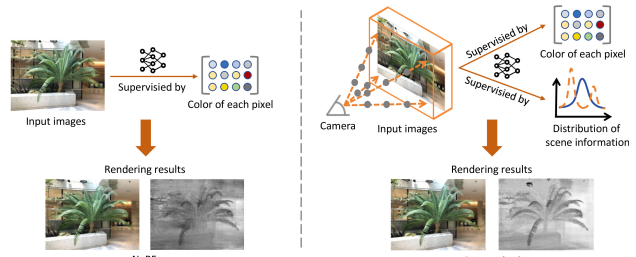 Supervisied by
Input images
Color of each pixel
Rendering results
Supervisied by
Color of each pixel
Supervisied by
Camera
Input images
Distribution of
scene information
Rendering results